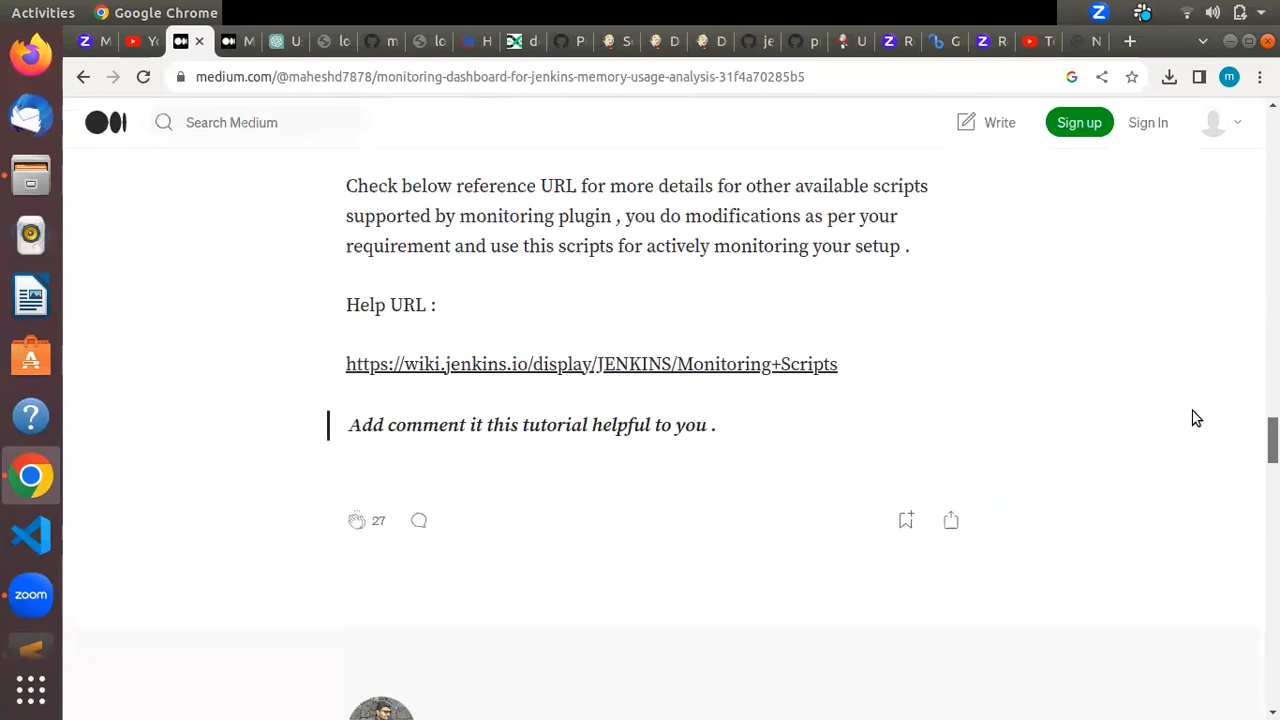 Activities
Google Chrome
medium.com/@maheshd7878/monitoring-dashboard-for-jenkins-memory-usage-analysis-31f4a70285b5
m
Search Medium
Write
Sign up
Sign In
Check below reference URL for more details for other available scripts
supported by monitoring plugin , you do modifications as per your
requirement and use this scripts for actively monitoring your setup .
Help URL :
https://wiki.jenkins.io/display/JENKINS/Monitoring+Scripts
Add comment it this tutorial helpful to you .
27
zoom